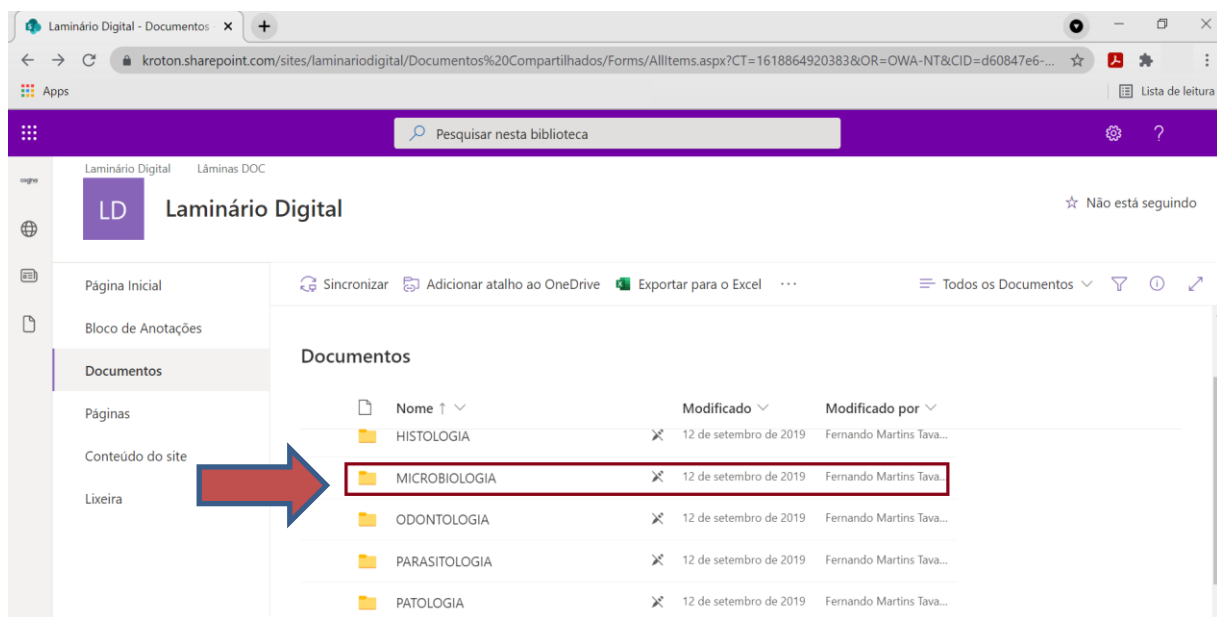 Laminário Digital - Documentos
kroton.sharepoint.com/sites/laminariodigital/Documentos%20Compartilhados/Forms/AllItems.aspx?CT=1618864920383&OR=OWA-NT&CID=d60847e6-...
Apps Lista de leitura
Pesquisar nesta biblioteca ?
Laminário Digital Lâminas DOC
LD Laminário Digital Não está seguindo
Página Inicial
Bloco de Anotações
Documentos
Páginas
Conteúdo do site
Lixeira
Sincronizar Adicionar atalho ao OneDrive Exportar para o Excel ... Todos os Documentos
Documentos
Nome Modificado Modificado por
HISTOLOGIA 12 de setembro de 2019 Fernando Martins Tava...
MICROBIOLOGIA 12 de setembro de 2019 Fernando Martins Tava...
ODONTOLOGIA 12 de setembro de 2019 Fernando Martins Tava...
PARASITOLOGIA 12 de setembro de 2019 Fernando Martins Tava...
PATOLOGIA 12 de setembro de 2019 Fernando Martins Tava...